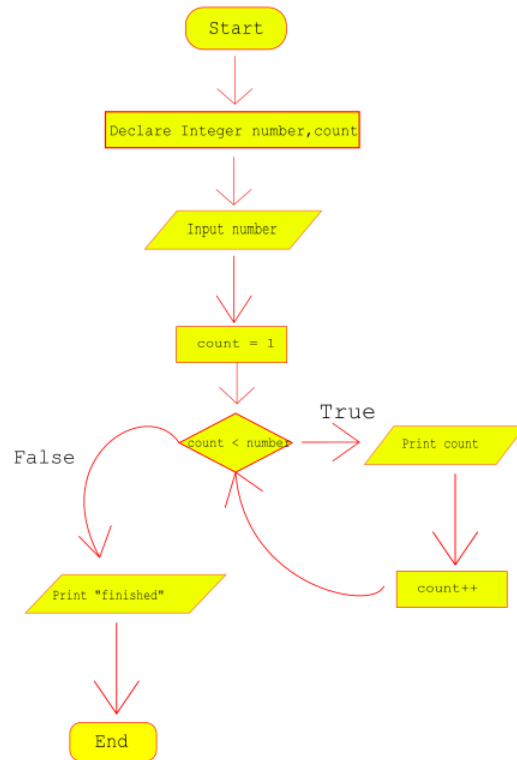 Start
Declare Integer number,count
Input number
count = 1
count < number
True
Print count
count++
False
Print "finished"
End